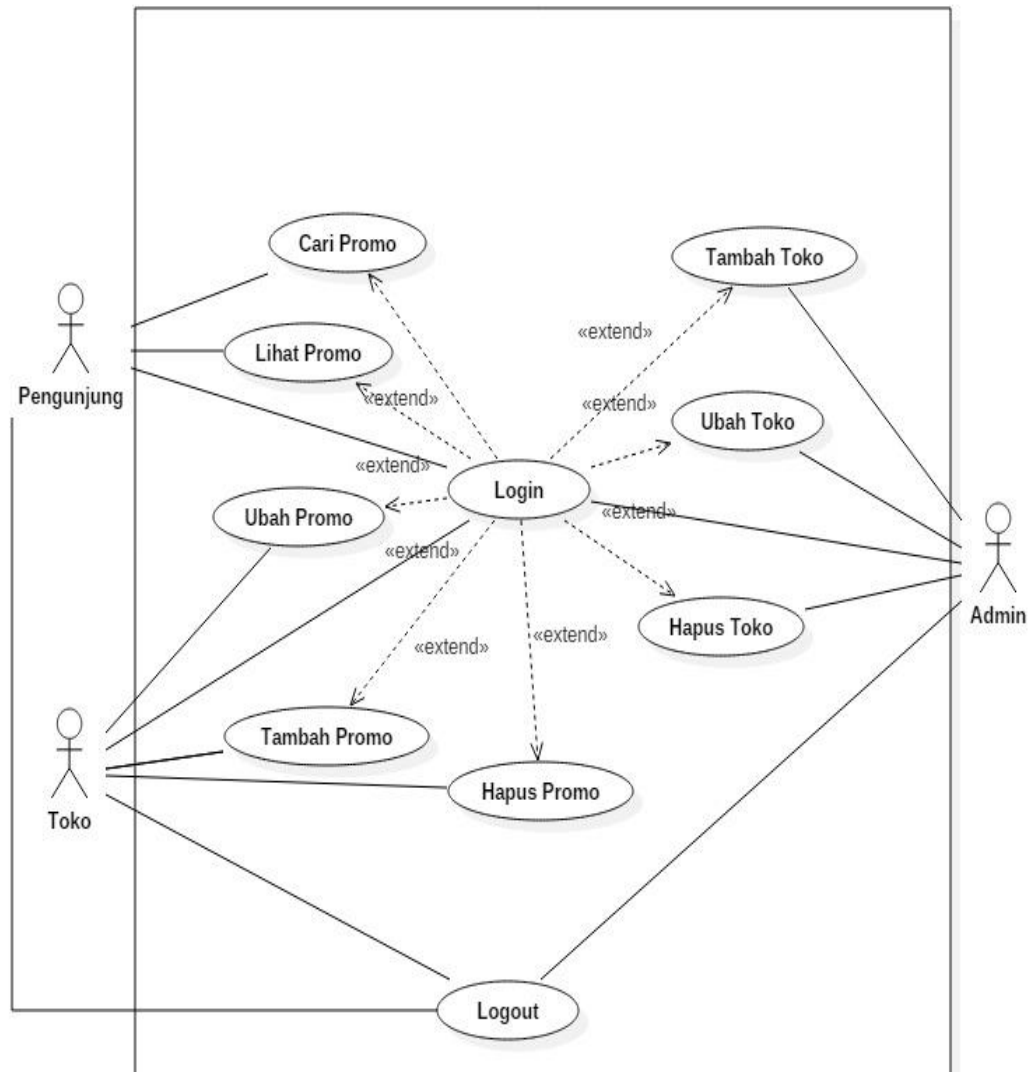 Cari Promo
Tambah Toko
«extend»
Lihat Promo
Pengunjung
«extend»
«extend»
Ubah Toko
«extend»
Login
Ubah Promo
«extend»
«extend»
Hapus Toko
Admin
«extend»
«extend»
Tambah Promo
Hapus Promo
Toko
Logout